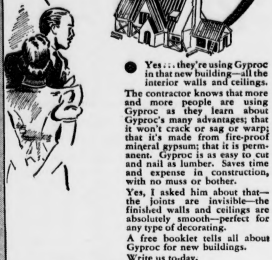 Yes ... they're using Gyproc
in that new building—all the
interior walls and ceilings.
The contractor knows that more
and more people are using
Gyproc as they learn about
Gyproc's many advantages; that
it won't crack or sag or warp;
that it's made from fire-proof
mineral gypsum; that it is perm-
anent. Gyproc is as easy to cut
and nail as lumber. Saves time
and expense in construction,
with no muss or bother.
Yes, I asked him about that—
the joints are invisible—the
finished walls and ceilings are
absolutely smooth—perfect for
any type of decorating.
A free booklet tells all about
Gyproc for new buildings.
Write us to-day.